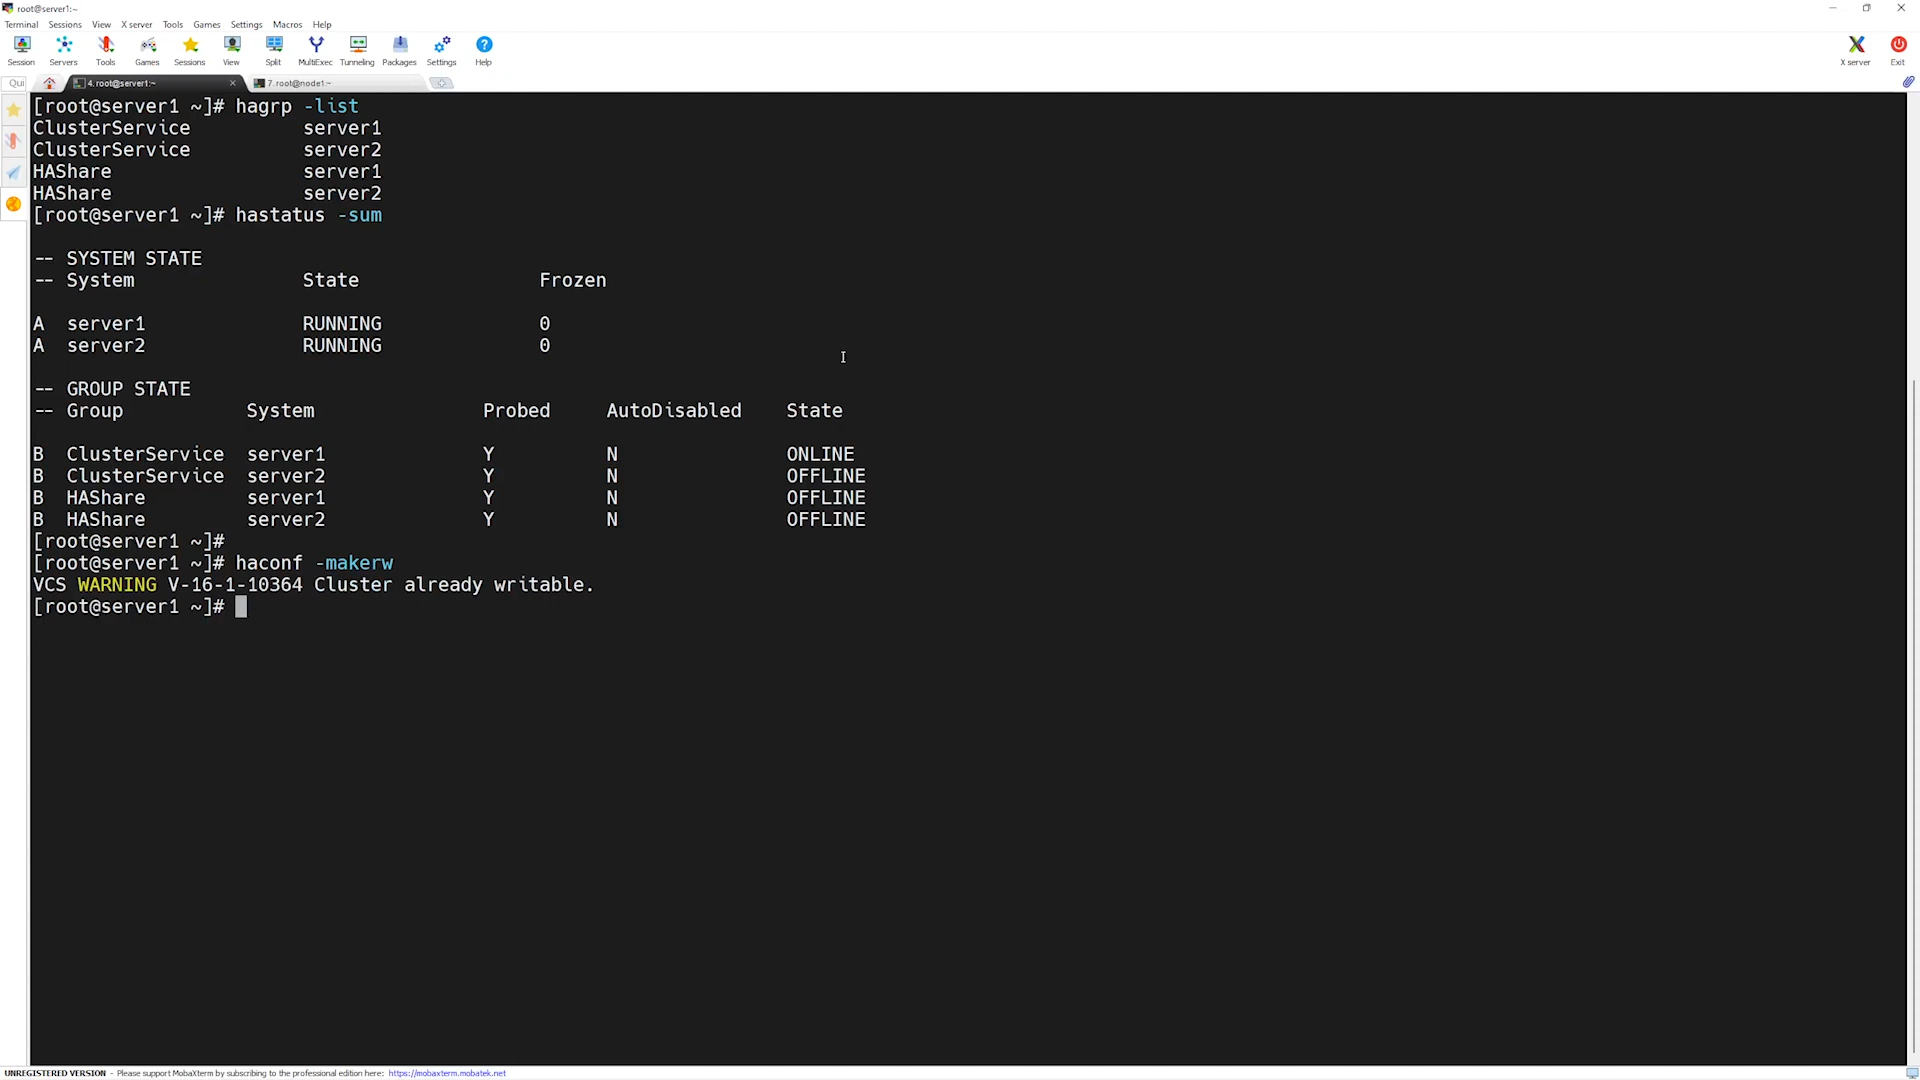 root@server1:~
Terminal Sessions View X server Tools Games Settings Macros Help
Session Servers Tools Games Sessions View Split MultiExec Tunneling Packages Settings Help X server Exit
Qui 4. root@server1:~ 7. root@node1:~
[root@server1 ~]# hagrp -list
ClusterService server1
ClusterService server2
HAShare server1
HAShare server2
[root@server1 ~]# hastatus -sum
-- SYSTEM STATE
-- System State Frozen
A server1 RUNNING 0
A server2 RUNNING 0
-- GROUP STATE
-- Group System Probed AutoDisabled State
B ClusterService server1 Y N ONLINE
B ClusterService server2 Y N OFFLINE
B HAShare server1 Y N OFFLINE
B HAShare server2 Y N OFFLINE
[root@server1 ~]#
[root@server1 ~]# haconf -makerw
VCS WARNING V-16-1-10364 Cluster already writable.
[root@server1 ~]#
UNREGISTERED VERSION - Please support MobaXterm by subscribing to the professional edition here: https://mobaxterm.mobatek.net